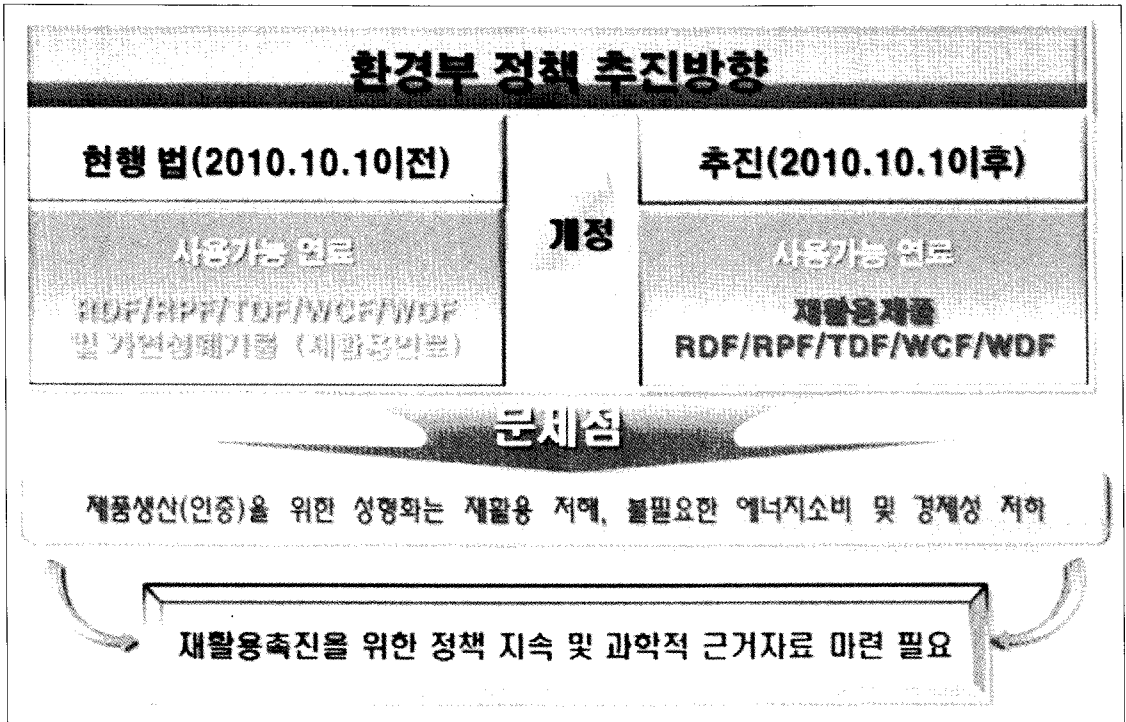 환경부 정책 추진방향
현행 법(2010.10.10이전)
개정
추진(2010.10.10이후)
사용가능 연료
RDF/RPF/TDF/WCF/WDF
및 가연성폐기물 (재활용원료)
사용가능 연료
재활용제품
RDF/RPF/TDF/WCF/WDF
문제점
제품생산(인증)을 위한 성형화는 재활용 저해, 불필요한 에너지소비 및 경제성 저하
재활용촉진을 위한 정책 지속 및 과학적 근거자료 마련 필요